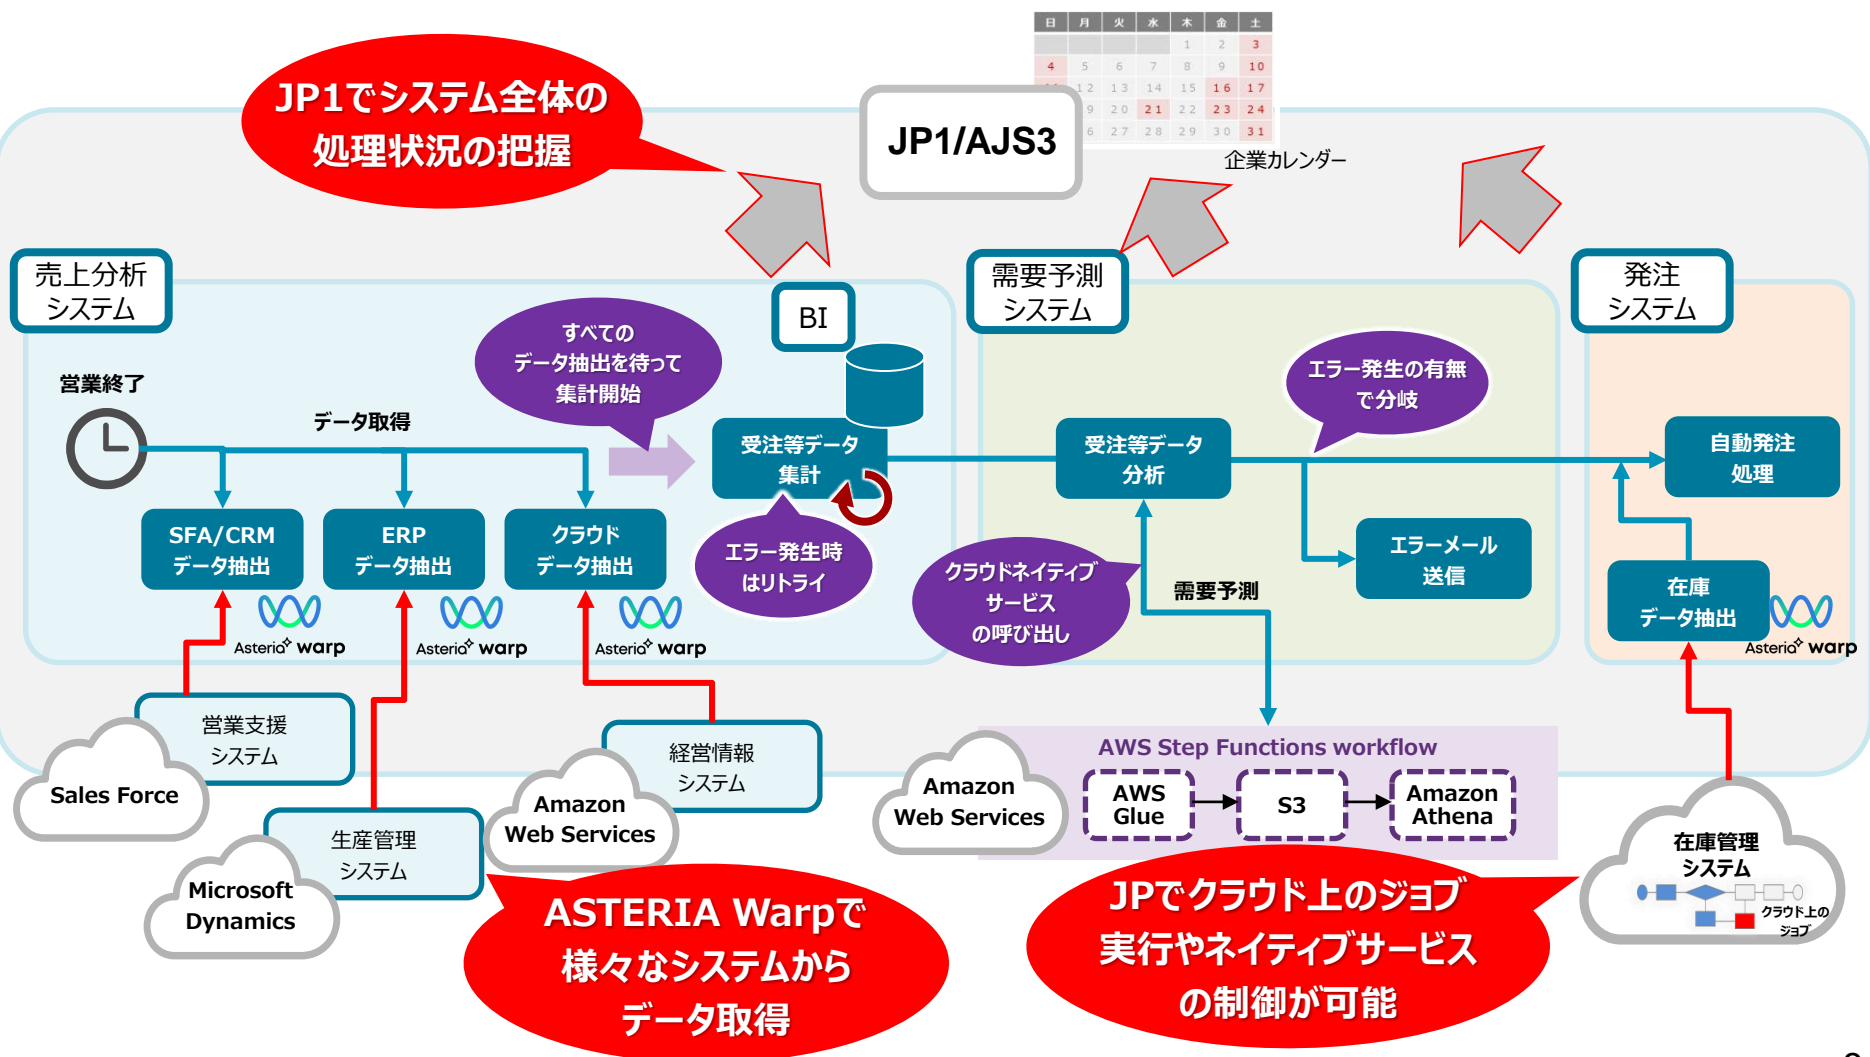 日 月 火 水 木 金 土
1 2 3
4 5 6 7 8 9 10
12 13 14 15 16 17
9 20 21 22 23 24
6 27 28 29 30 31
企業カレンダー
JP1/AJS3
JP1でシステム全体の
処理状況の把握
売上分析
システム
BI
需要予測
システム
発注
システム
営業終了
データ取得
すべての
データ抽出を待って
集計開始
受注等データ
集計
エラー発生時
はリトライ
SFA/CRM
データ抽出
ERP
データ抽出
クラウド
データ抽出
Asteria warp
Asteria warp
Asteria warp
受注等データ
分析
エラー発生の有無
で分岐
エラーメール
送信
クラウドネイティブ
サービス
の呼び出し
需要予測
自動発注
処理
在庫
データ抽出
Asteria warp
営業支援
システム
Sales Force
生産管理
システム
Microsoft
Dynamics
経営情報
システム
Amazon
Web Services
Amazon
Web Services
AWS Step Functions workflow
AWS
Glue
S3
Amazon
Athena
在庫管理
システム
クラウド上の
ジョブ
ASTERIA Warpで
様々なシステムから
データ取得
JPでクラウド上のジョブ
実行やネイティブサービス
の制御が可能